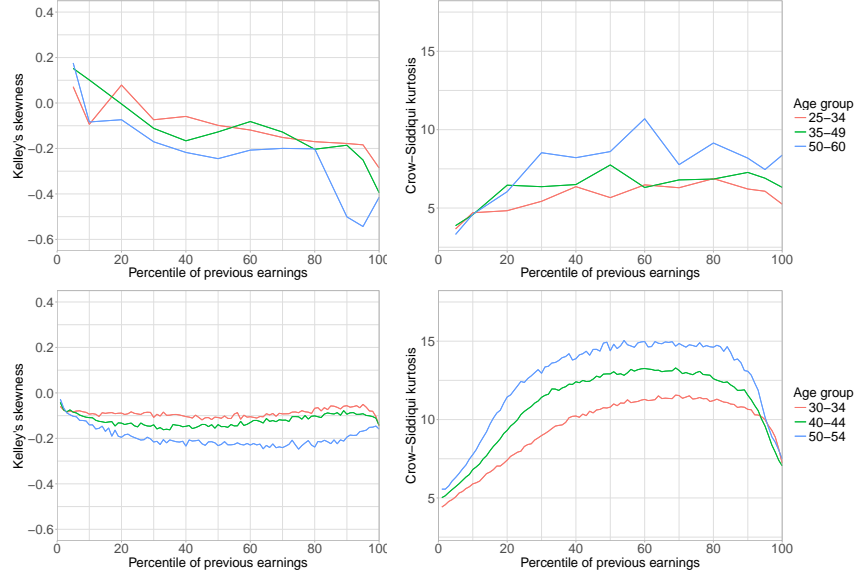 0.4
0.2
0.0
−0.2
−0.4
−0.6
Kelley's skewness
0 20 40 60 80 100
Percentile of previous earnings
15
10
5
Crow−Siddiqui kurtosis
0 20 40 60 80 100
Percentile of previous earnings
Age group
25−34
35−49
50−60
0.4
0.2
0.0
−0.2
−0.4
−0.6
Kelley's skewness
0 20 40 60 80 100
Percentile of previous earnings
15
10
5
Crow−Siddiqui kurtosis
0 20 40 60 80 100
Percentile of previous earnings
Age group
30−34
40−44
50−54